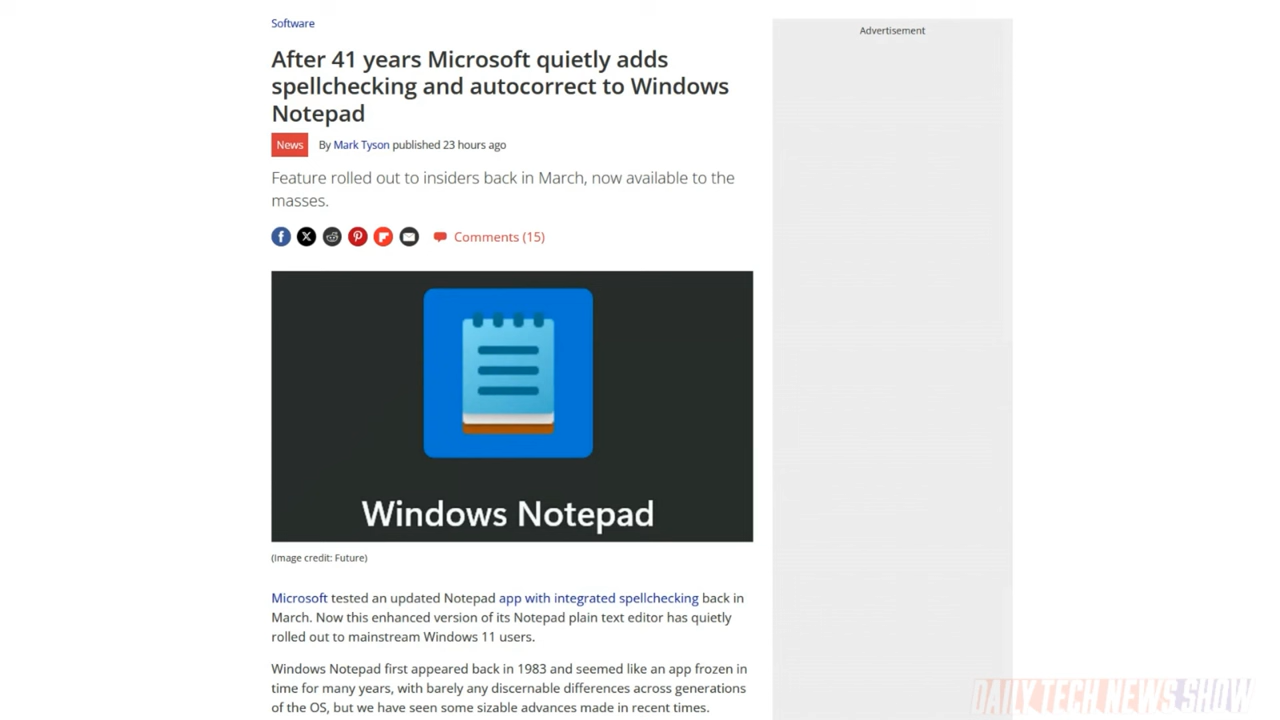 Software
Advertisement
After 41 years Microsoft quietly adds
spellchecking and autocorrect to Windows
Notepad
News By Mark Tyson published 23 hours ago
Feature rolled out to insiders back in March, now available to the
masses.
Comments (15)
Windows Notepad
(Image credit: Future)
Microsoft tested an updated Notepad app with integrated spellchecking back in
March. Now this enhanced version of its Notepad plain text editor has quietly
rolled out to mainstream Windows 11 users.
Windows Notepad first appeared back in 1983 and seemed like an app frozen in
time for many years, with barely any discernable differences across generations
of the OS, but we have seen some sizable advances made in recent times.
DAILY TECH NEWS SHOW